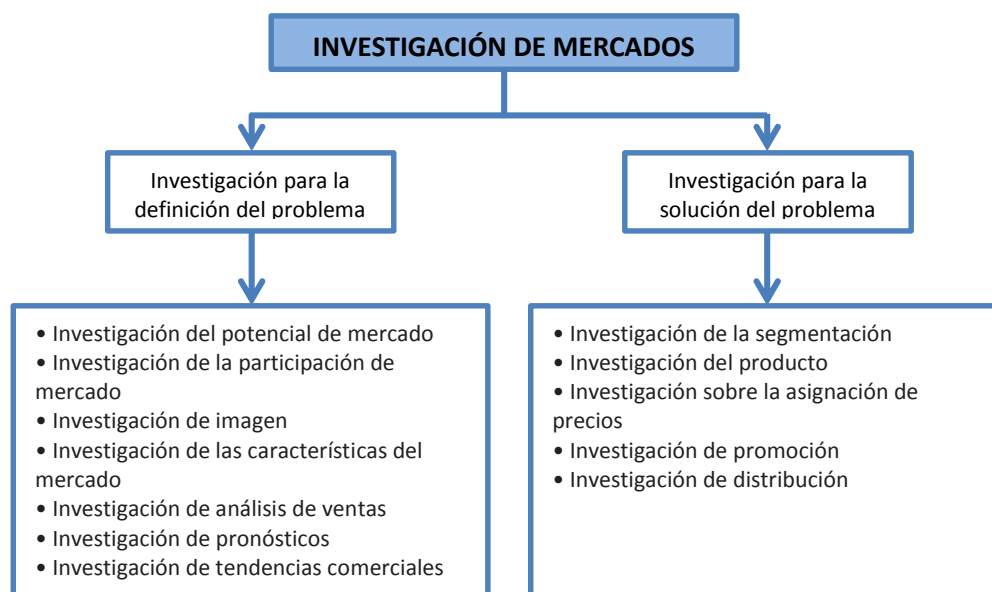 INVESTIGACIÓN DE MERCADOS
Investigación para la
definición del problema
Investigación para la
solución del problema
• Investigación del potencial de mercado
• Investigación de la participación de
mercado
• Investigación de imagen
• Investigación de las características del
mercado
• Investigación de análisis de ventas
• Investigación de pronósticos
• Investigación de tendencias comerciales
• Investigación de la segmentación
• Investigación del producto
• Investigación sobre la asignación de
precios
• Investigación de promoción
• Investigación de distribución